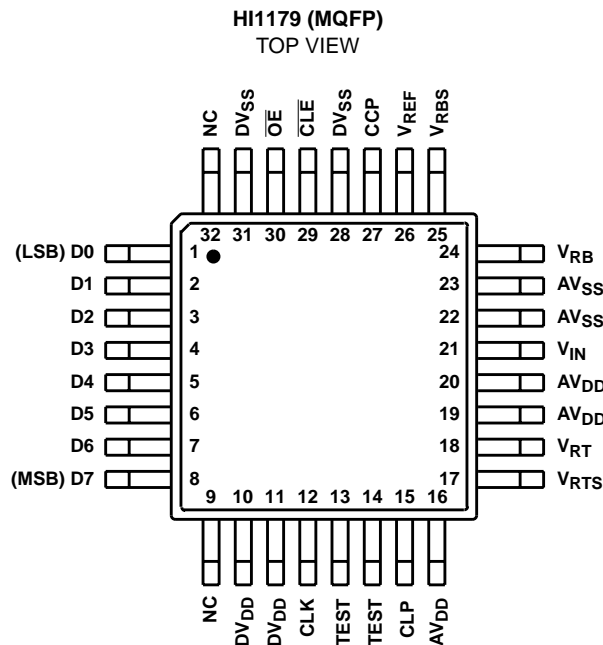 HI1179 (MQFP)
TOP VIEW
NC DVSS OE CLE DVSS CCP VREF VRBS
32 31 30 29 28 27 26 25
(LSB) D0 1 24 VRB
D1 2 23 AVSS
D2 3 22 AVSS
D3 4 21 VIN
D4 5 20 AVDD
D5 6 19 AVDD
D6 7 18 VRT
(MSB) D7 8 17 VRTS
9 10 11 12 13 14 15 16
NC DVDD DVDD CLK TEST TEST CLP AVDD